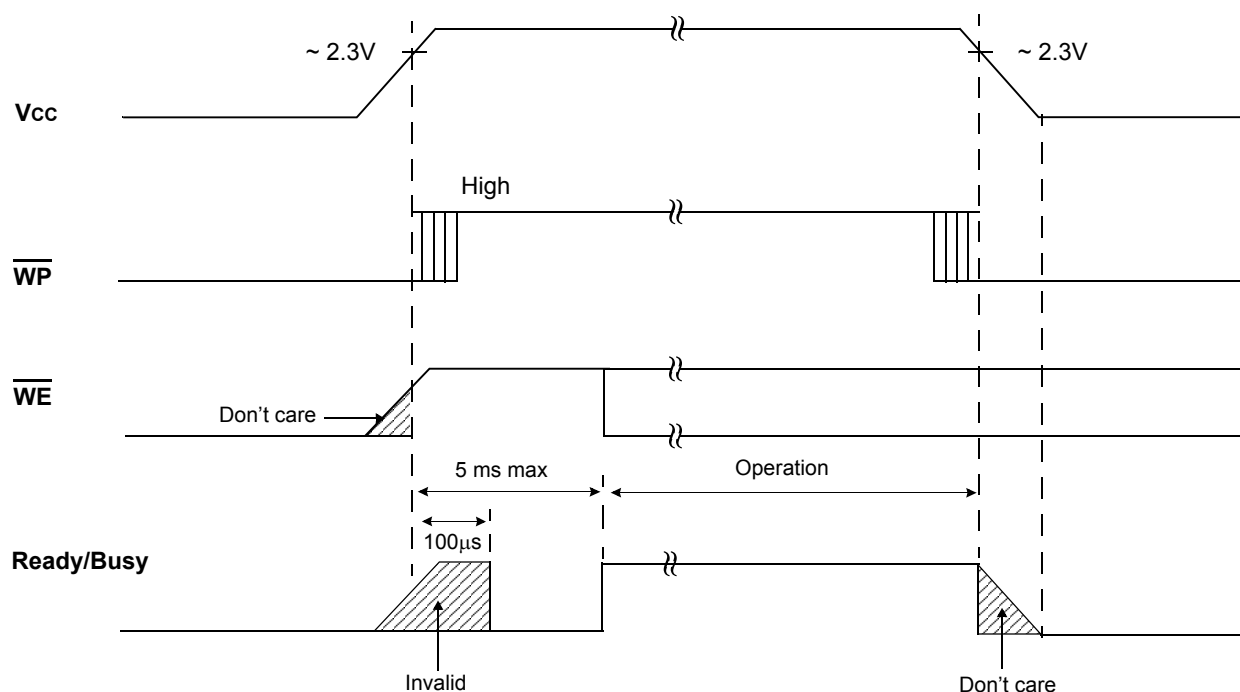 ~ 2.3V
~ 2.3V
Vcc
High
WP
WE
Don't care
5 ms max
Operation
100μs
Ready/Busy
Invalid
Don't care